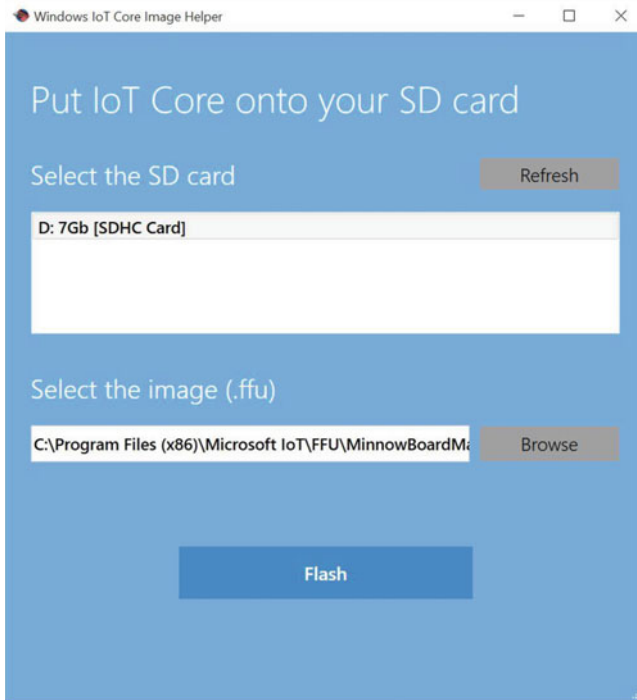 Windows IoT Core Image Helper
Put IoT Core onto your SD card
Select the SD card
Refresh
D: 7Gb [SDHC Card]
Select the image (.ffu)
C:\Program Files (x86)\Microsoft IoT\FFU\MinnowBoardMa
Browse
Flash